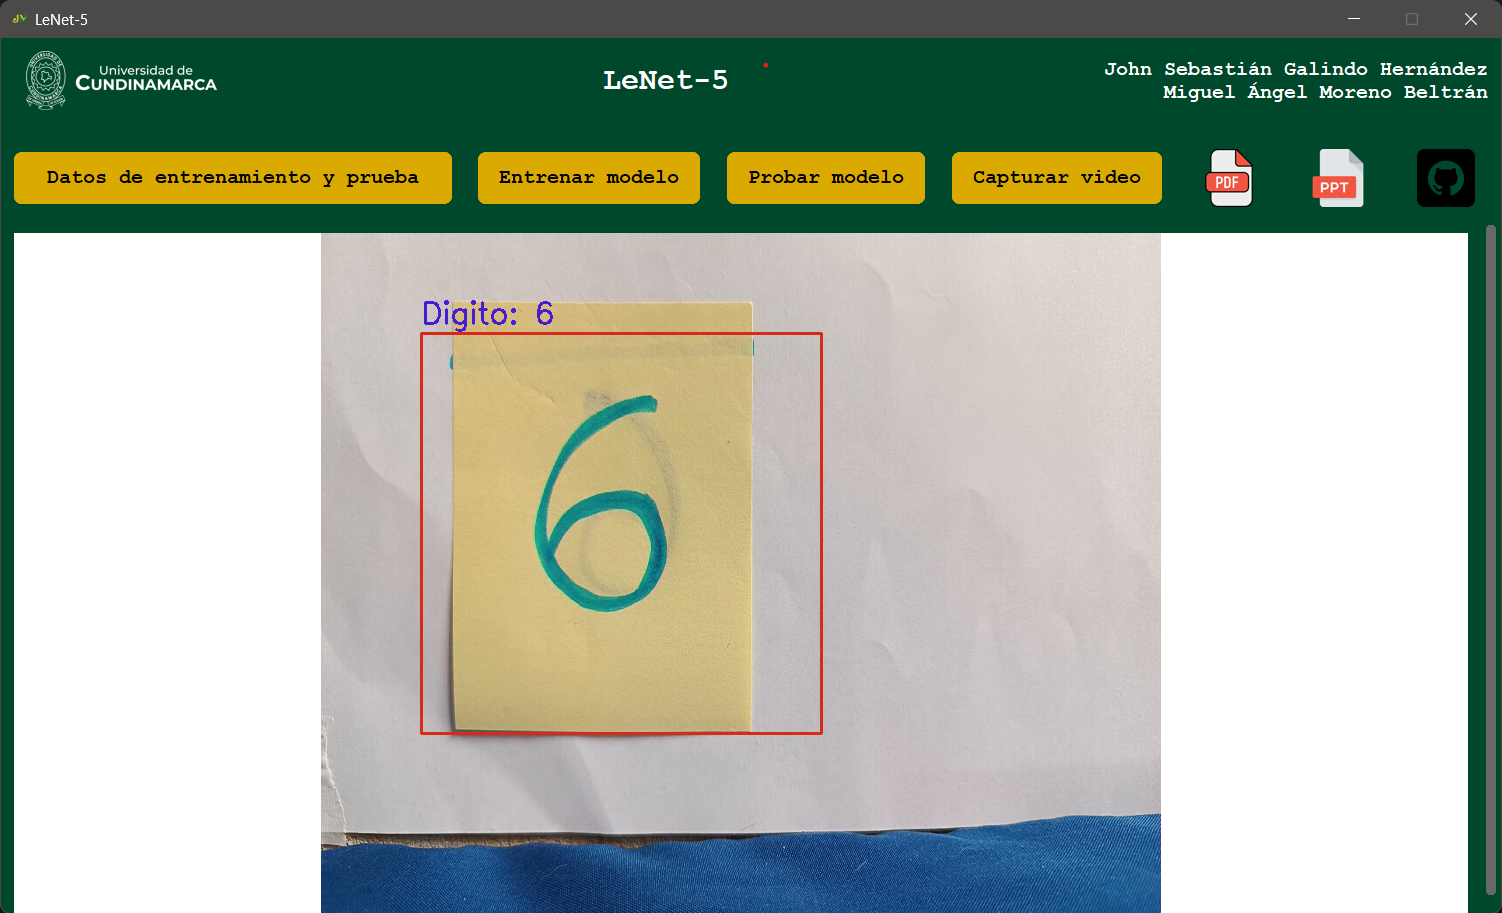 LeNet-5
Universidad de
CUNDINAMARCA
LeNet-5
John Sebastián Galindo Hernández
Miguel Ángel Moreno Beltrán
Datos de entrenamiento y prueba
Entrenar modelo
Probar modelo
Capturar video
PDF
PPT
Digito: 6
6